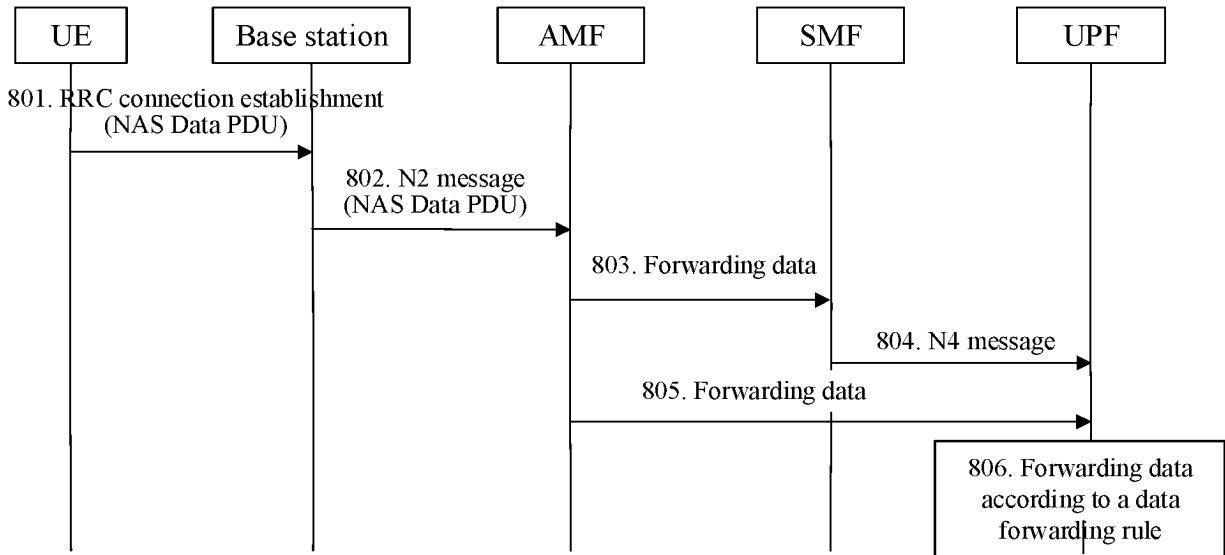 UE
Base station
AMF
SMF
UPF
801. RRC connection establishment
(NAS Data PDU)
802. N2 message
(NAS Data PDU)
803. Forwarding data
804. N4 message
805. Forwarding data
806. Forwarding data
according to a data
forwarding rule